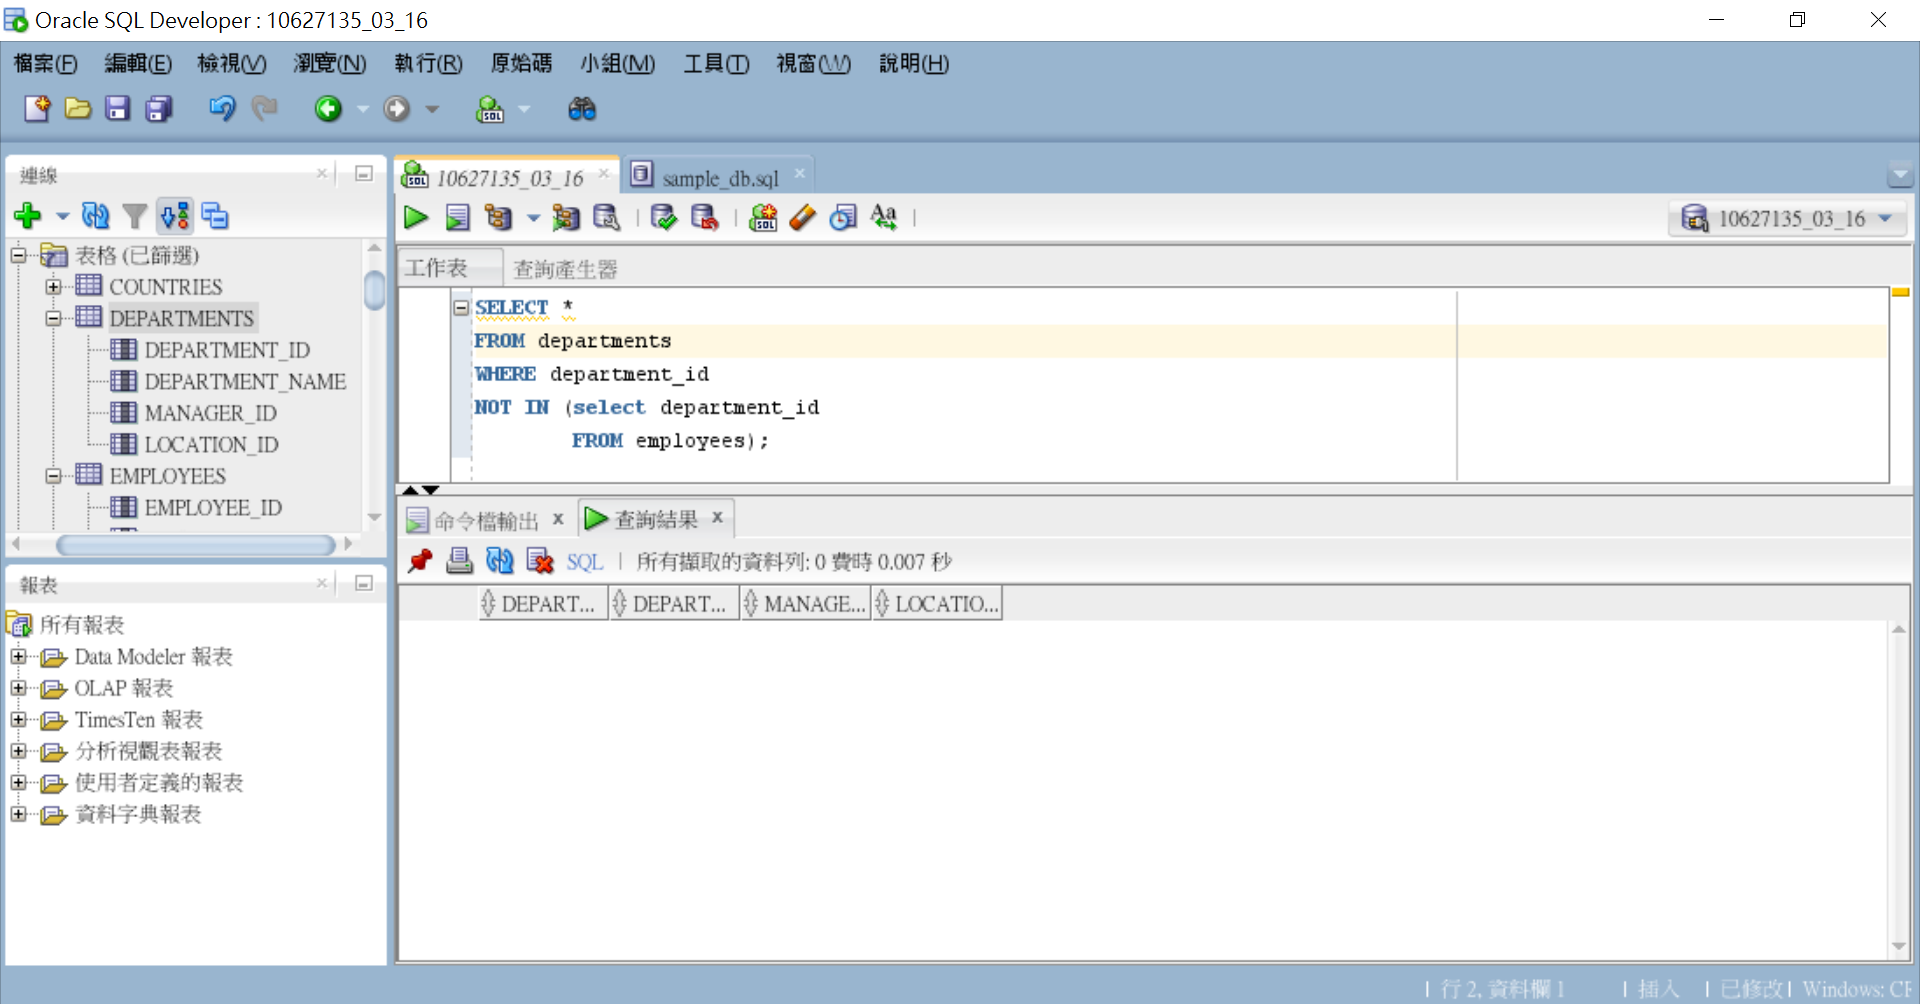 Oracle SQL Developer : 10627135_03_16
檔案(F) 編輯(E) 檢視(V) 瀏覽(N) 執行(R) 原始碼 小組(M) 工具(T) 視窗(W) 說明(H)
連線
表格 (已篩選)
COUNTRIES
DEPARTMENTS
DEPARTMENT_ID
DEPARTMENT_NAME
MANAGER_ID
LOCATION_ID
EMPLOYEES
EMPLOYEE_ID
報表
所有報表
Data Modeler 報表
OLAP 報表
TimesTen 報表
分析視觀表報表
使用者定義的報表
資料字典報表
10627135_03_16 sample_db.sql
10627135_03_16
工作表 查詢產生器
SELECT *
FROM departments
WHERE department_id
NOT IN (select department_id
FROM employees);
命令檔輸出 查詢結果
SQL | 所有擷取的資料列: 0 費時 0.007 秒
DEPART... DEPART... MANAGE... LOCATIO...
行 2, 資料欄 1 | 插入 | 已修改| Windows: CF